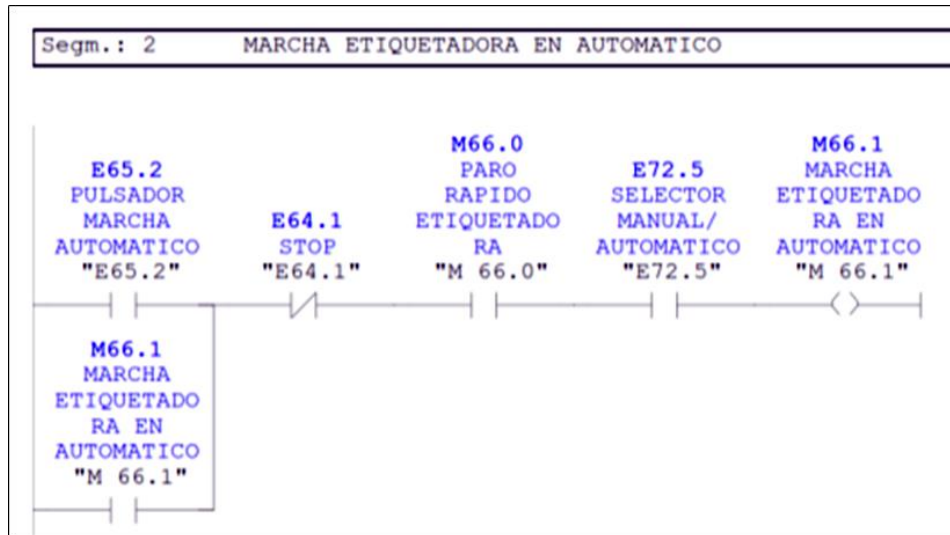 Segm.: 2 MARCHA ETIQUETADORA EN AUTOMATICO
E65.2
PULSADOR
MARCHA
AUTOMATICO
"E65.2"
E64.1
STOP
"E64.1"
M66.0
PARO
RAPIDO
ETIQUETADO
RA
"M 66.0"
E72.5
SELECTOR
MANUAL/
AUTOMATICO
"E72.5"
M66.1
MARCHA
ETIQUETADO
RA EN
AUTOMATICO
"M 66.1"
M66.1
MARCHA
ETIQUETADO
RA EN
AUTOMATICO
"M 66.1"